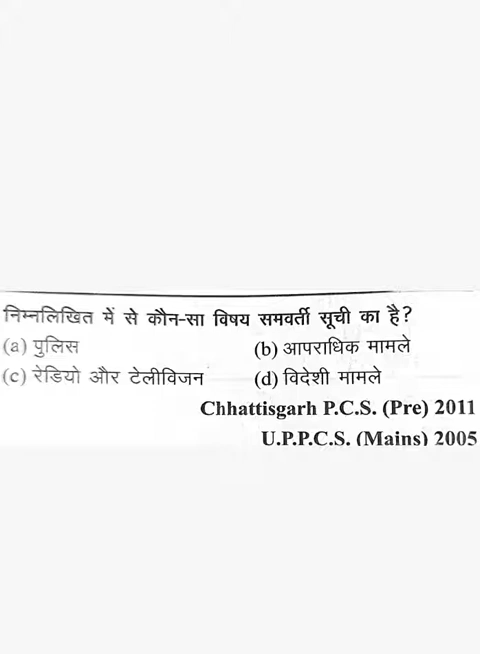 निम्नलिखित में से कौन-सा विषय समवर्ती सूची का है?
(a) पुलिस (b) आपराधिक मामले
(c) रेडियो और टेलीविजन (d) विदेशी मामले
Chhattisgarh P.C.S. (Pre) 2011
U.P.P.C.S. (Mains) 2005